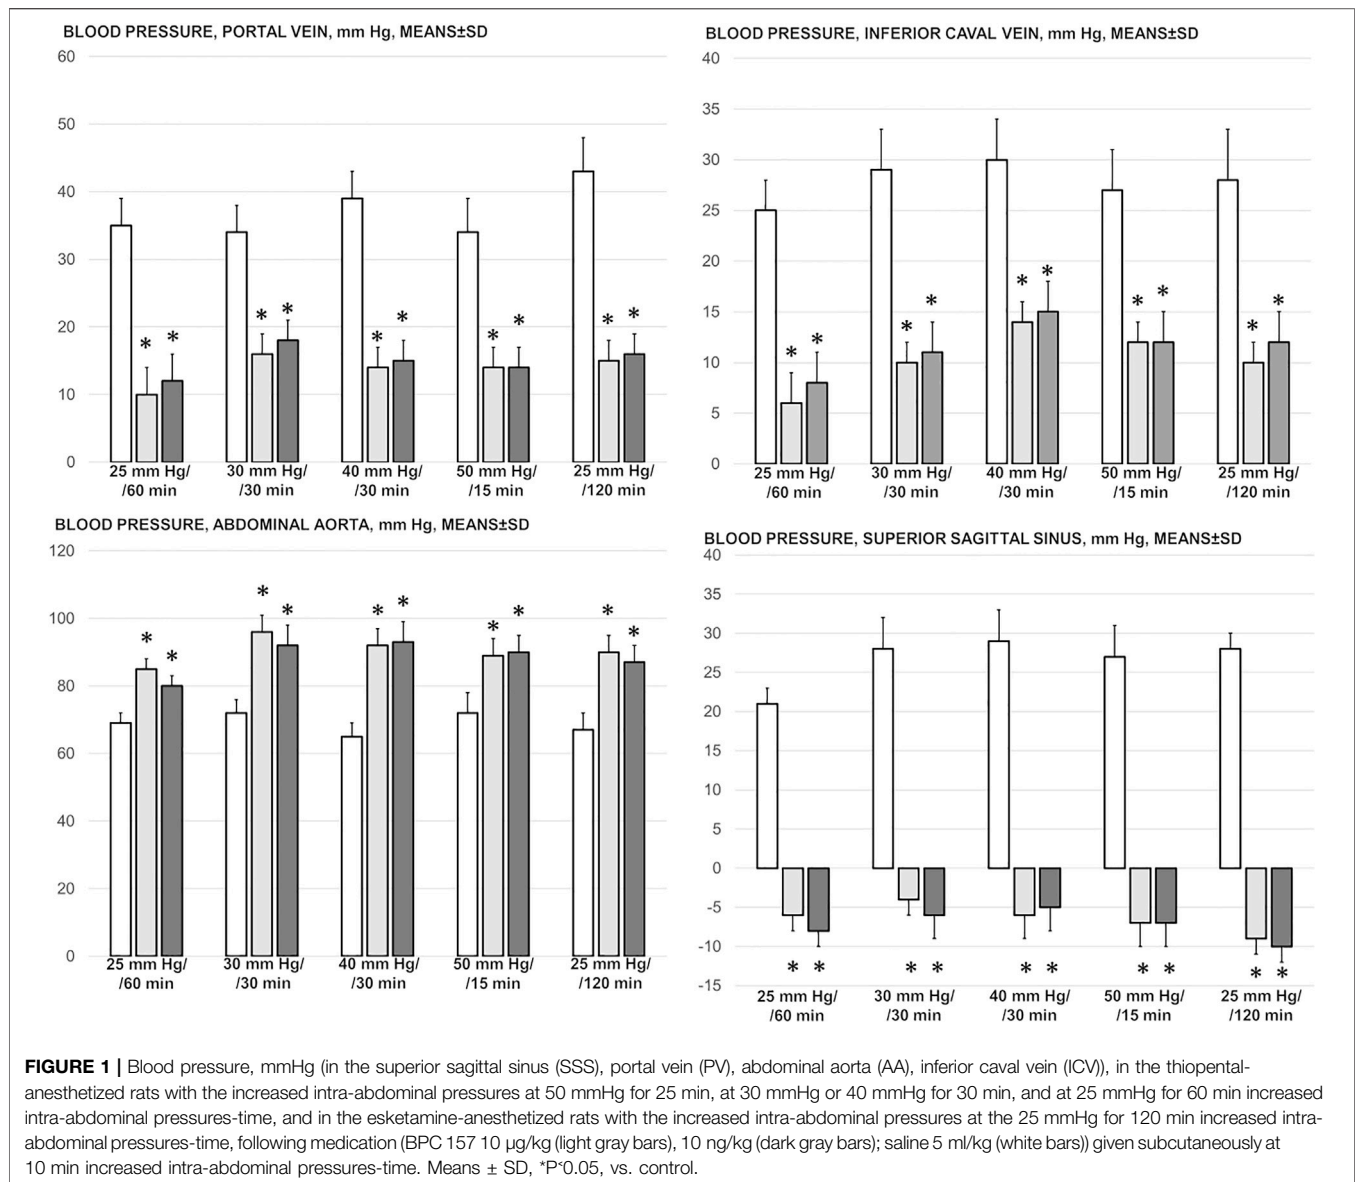 BLOOD PRESSURE, PORTAL VEIN, mm Hg, MEANS±SD
60
50
40
30
20
10
0
* * * * * * * * * *
25 mm Hg/ 30 mm Hg/ 40 mm Hg/ 50 mm Hg/ 25 mm Hg/
/60 min /30 min /30 min /15 min /120 min
BLOOD PRESSURE, INFERIOR CAVAL VEIN, mm Hg, MEANS±SD
40
35
30
25
20
15
10
5
0
* * * * * * * * * *
25 mm Hg/ 30 mm Hg/ 40 mm Hg/ 50 mm Hg/ 25 mm Hg/
/60 min /30 min /30 min /15 min /120 min
BLOOD PRESSURE, ABDOMINAL AORTA, mm Hg, MEANS±SD
120
100
80
60
40
20
0
* * * * * * * * * *
25 mm Hg/ 30 mm Hg/ 40 mm Hg/ 50 mm Hg/ 25 mm Hg/
/60 min /30 min /30 min /15 min /120 min
BLOOD PRESSURE, SUPERIOR SAGITTAL SINUS, mm Hg, MEANS±SD
40
35
30
25
20
15
10
5
0
-5
-10
-15
* * * * * * * * * *
25 mm Hg/ 30 mm Hg/ 40 mm Hg/ 50 mm Hg/ 25 mm Hg/
/60 min /30 min /30 min /15 min /120 min
FIGURE 1 | Blood pressure, mmHg (in the superior sagittal sinus (SSS), portal vein (PV), abdominal aorta (AA), inferior caval vein (ICV)), in the thiopental-
anesthetized rats with the increased intra-abdominal pressures at 50 mmHg for 25 min, at 30 mmHg or 40 mmHg for 30 min, and at 25 mmHg for 60 min increased
intra-abdominal pressures-time, and in the esketamine-anesthetized rats with the increased intra-abdominal pressures at the 25 mmHg for 120 min increased intra-
abdominal pressures-time, following medication (BPC 157 10 µg/kg (light gray bars), 10 ng/kg (dark gray bars); saline 5 ml/kg (white bars)) given subcutaneously at
10 min increased intra-abdominal pressures-time. Means ± SD, *P˂0.05, vs. control.